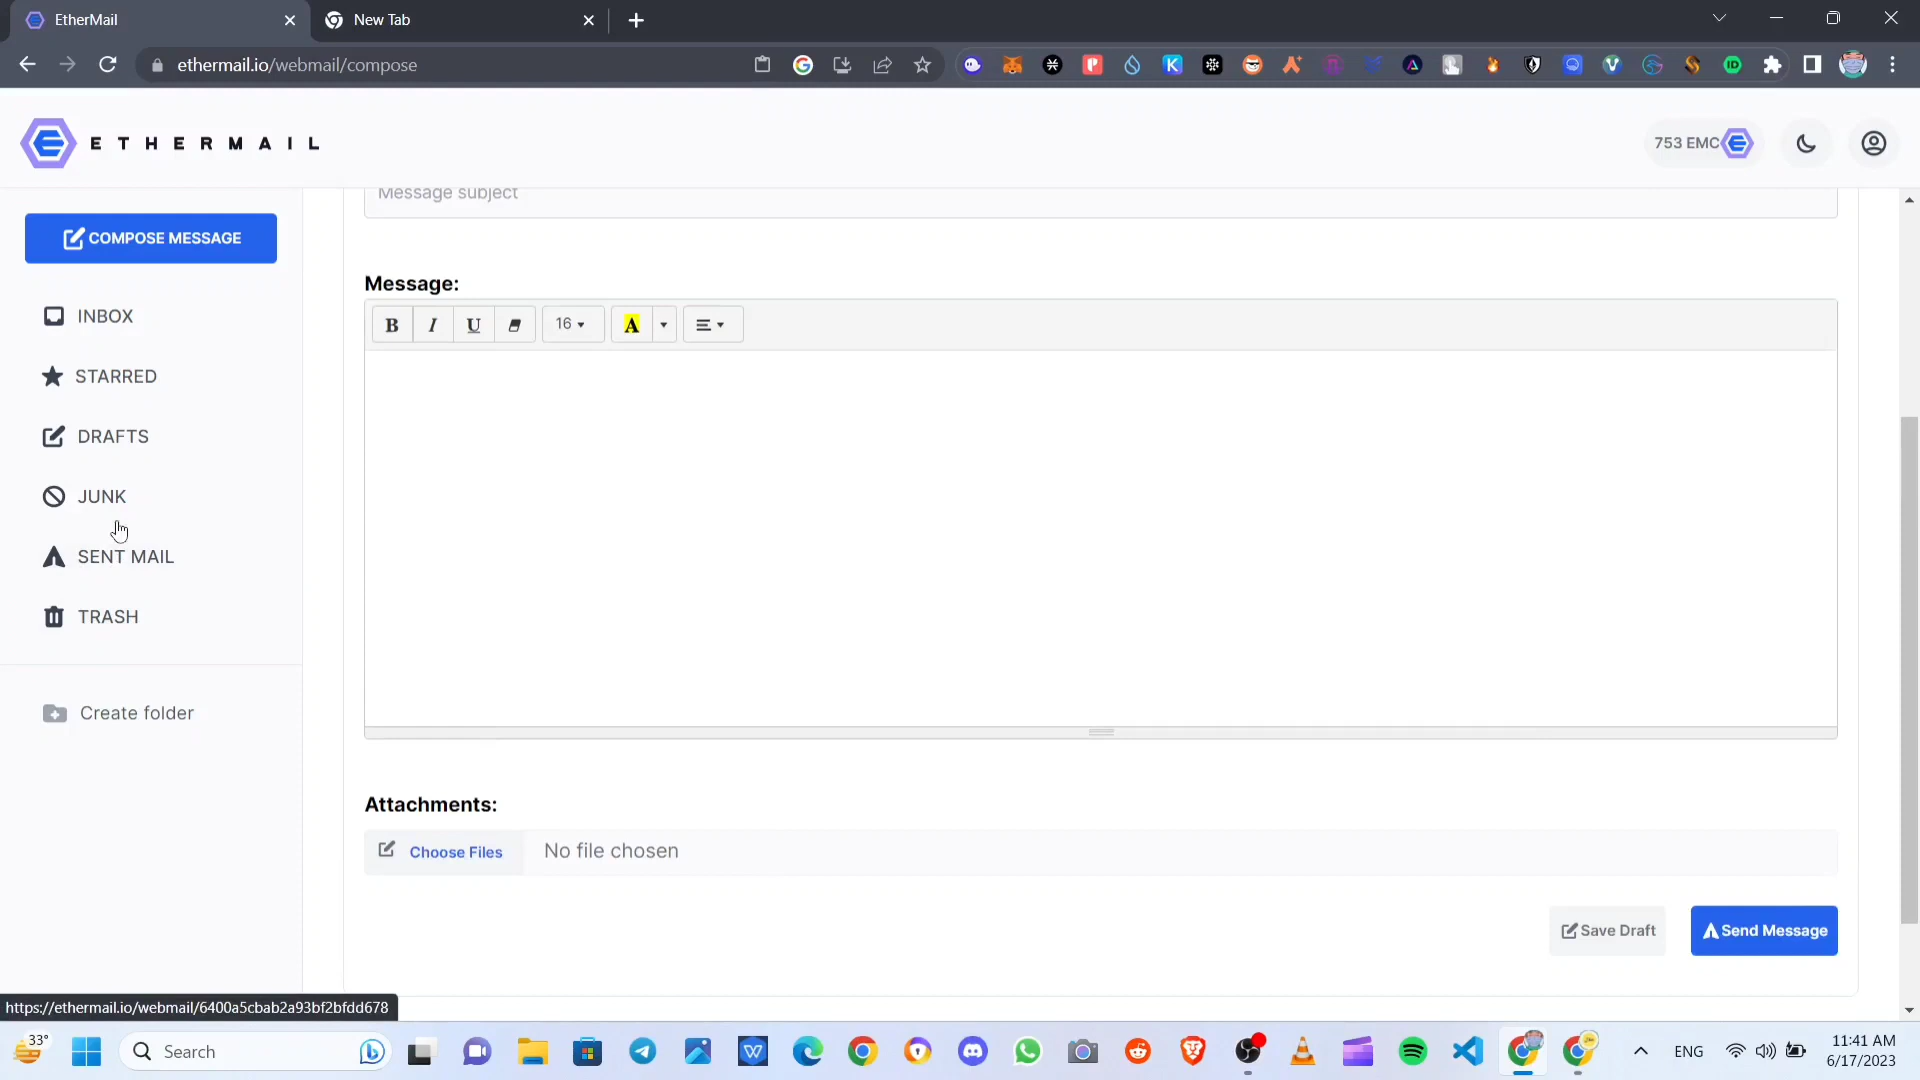 EtherMail
New Tab
ethermail.io/webmail/compose
ETHERMAIL
753 EMC
Message subject
COMPOSE MESSAGE
INBOX
STARRED
DRAFTS
JUNK
SENT MAIL
TRASH
Create folder
Message:
B I U 16 A
Attachments:
Choose Files No file chosen
Save Draft Send Message
https://ethermail.io/webmail/6400a5cbab2a93bf2bfdd678
33°
Search
ENG
11:41 AM
6/17/2023